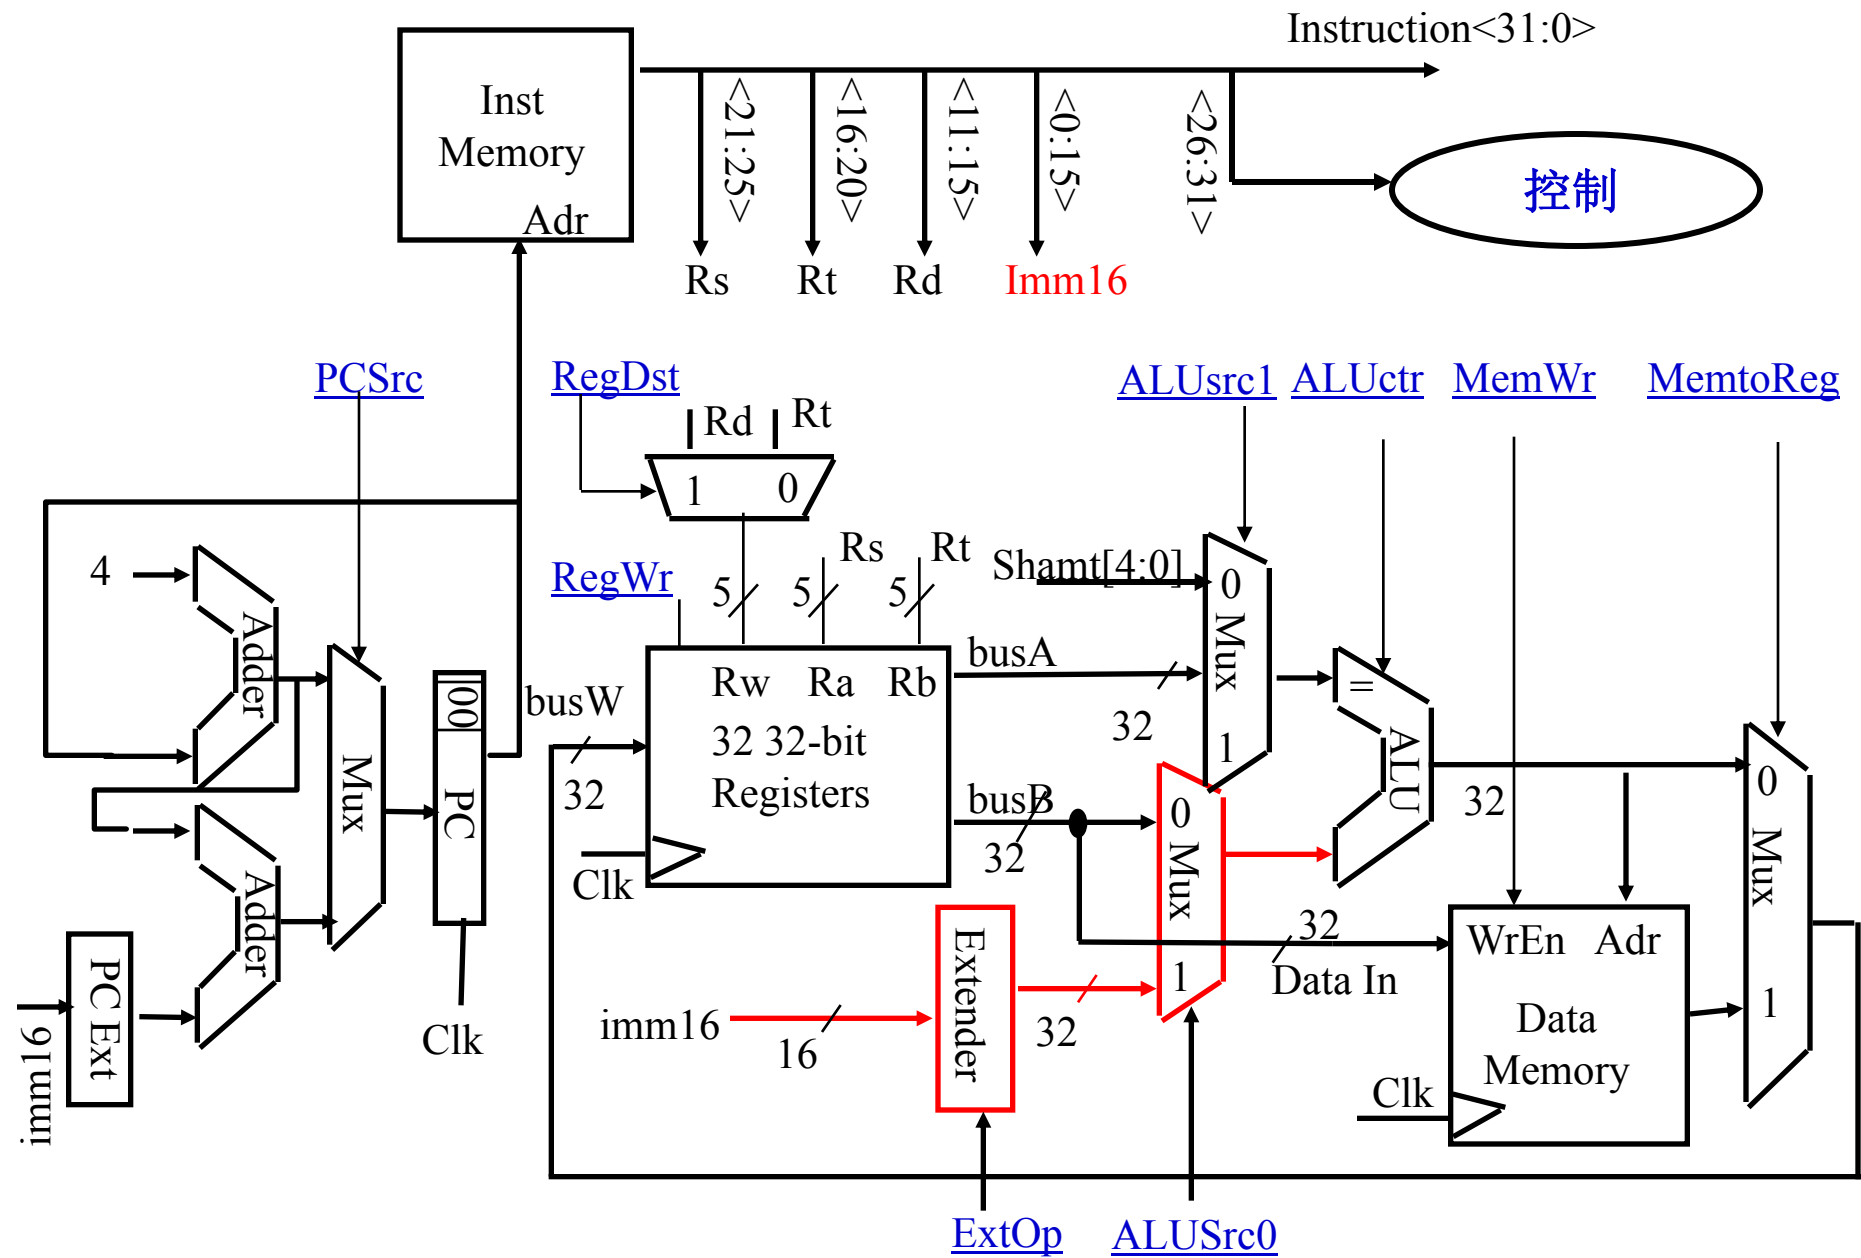 Instruction<31:0>
Inst
Memory
Adr
<21:25>
<16:20>
<11:15>
<0:15>
<26:31>
控制
Rs
Rt
Rd
Imm16
PCSrc
RegDst
ALUsrc1
ALUctr
MemWr
MemtoReg
Rd
Rt
1
0
4
Adder
RegWr
5
5
Rs
5
Rt
Shamt[4:0]
0
Mux
1
busW
32
Rw
Ra
Rb
32 32-bit
Registers
Clk
busA
32
busB
32
=
ALU
32
0
Mux
1
Mux
00
PC
Clk
Adder
PC Ext
imm16
0
Mux
1
imm16
16
Extender
32
32
Data In
WrEn
Adr
Data
Memory
Clk
ExtOp
ALUSrc0